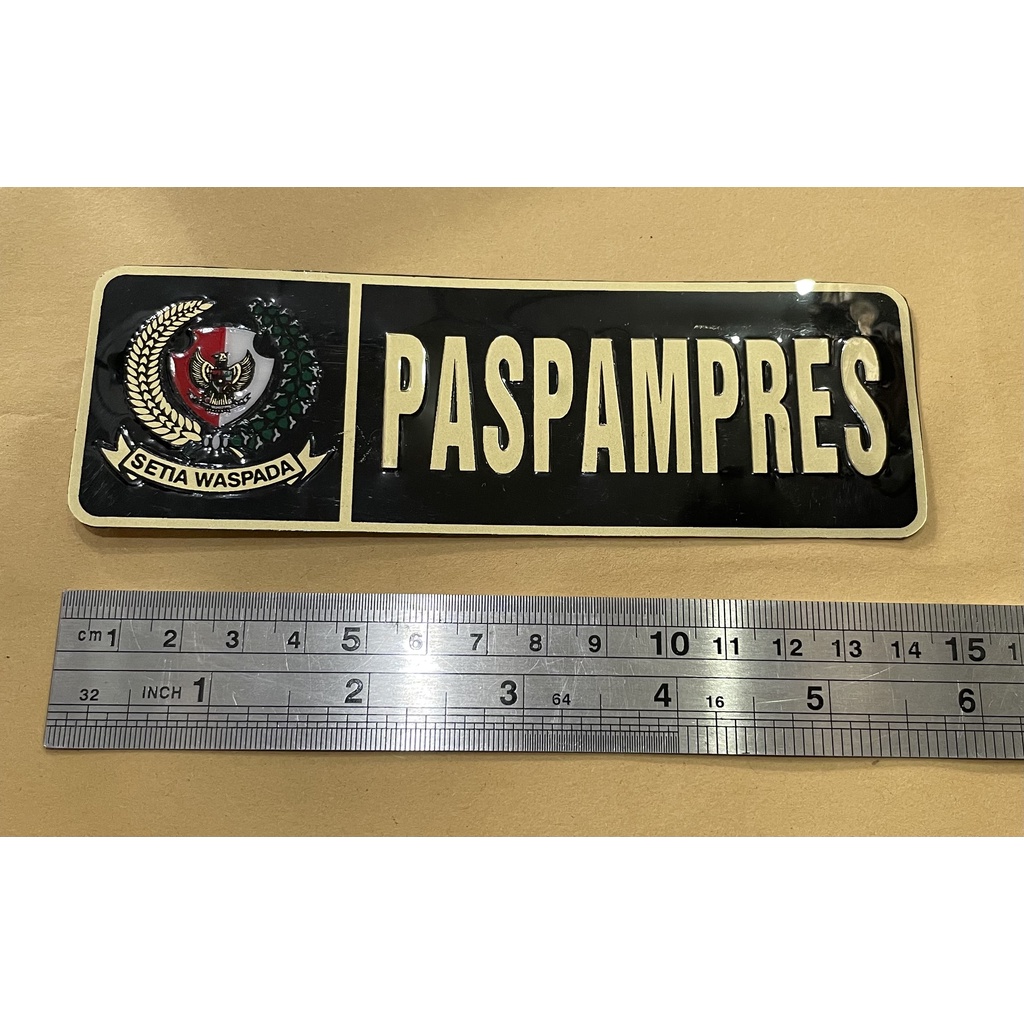 PASPAMPRES
SETIA WASPADA
cm 1 2 3 4 5 6 7 8 9 10 11 12 13 14 15 1
32 INCH 1 2 3 64 4 16 5 6